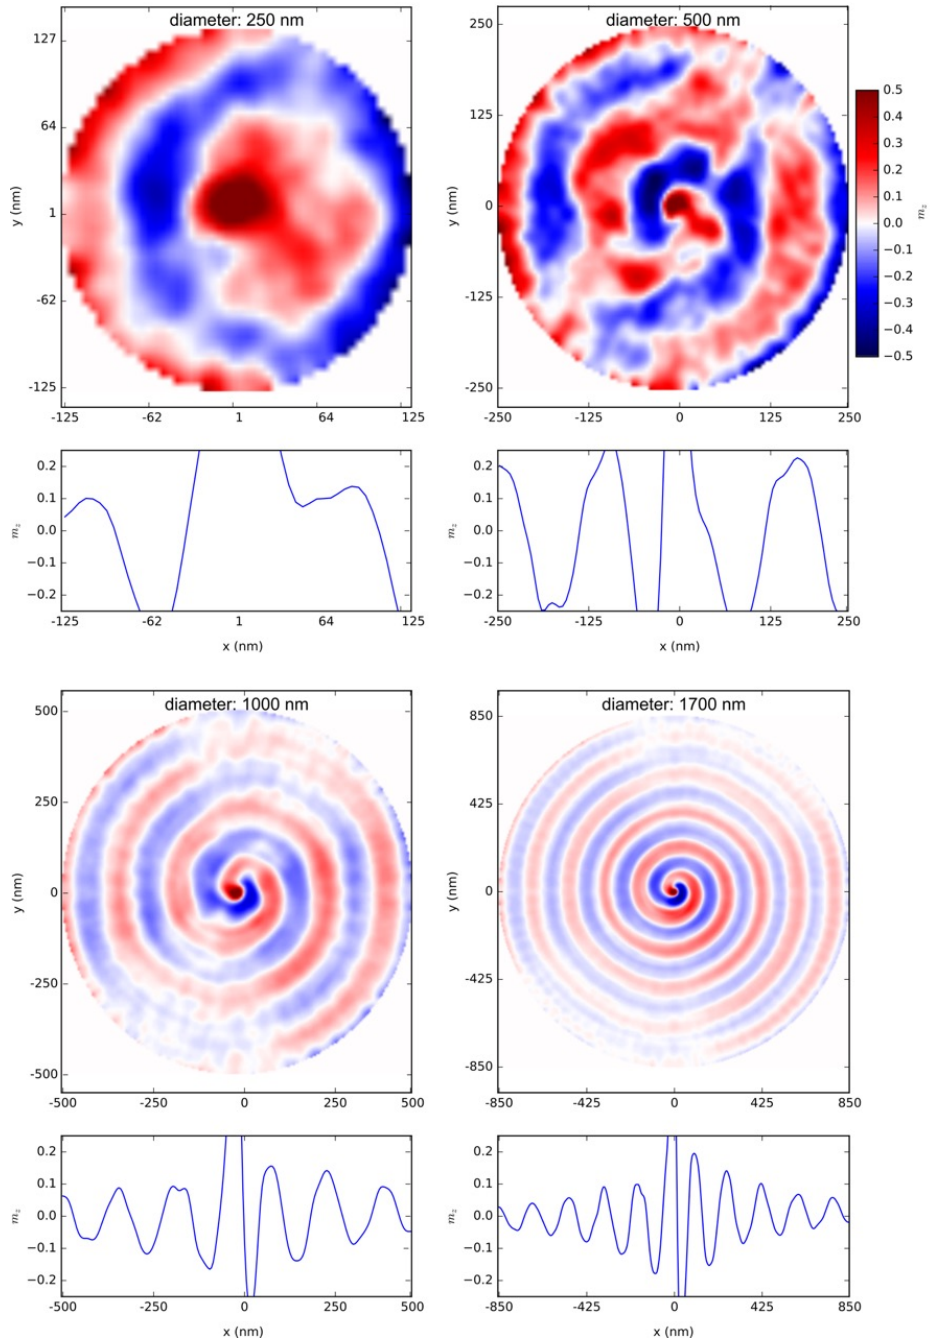 diameter: 250 nm
127
64
1
-62
-125
y (nm)
-125 -62 1 64 125
diameter: 500 nm
250
125
0
-125
-250
y (nm)
-250 -125 0 125 250
0.5
0.4
0.3
0.2
0.1
0.0
−0.1
−0.2
−0.3
−0.4
−0.5
m_z
0.2
0.1
0.0
−0.1
−0.2
m_z
-125 -62 1 64 125
x (nm)
0.2
0.1
0.0
−0.1
−0.2
m_z
-250 -125 0 125 250
x (nm)
diameter: 1000 nm
500
250
0
-250
-500
y (nm)
-500 -250 0 250 500
diameter: 1700 nm
850
425
0
-425
-850
y (nm)
-850 -425 0 425 850
0.2
0.1
0.0
−0.1
−0.2
m_z
-500 -250 0 250 500
x (nm)
0.2
0.1
0.0
−0.1
−0.2
m_z
-850 -425 0 425 850
x (nm)